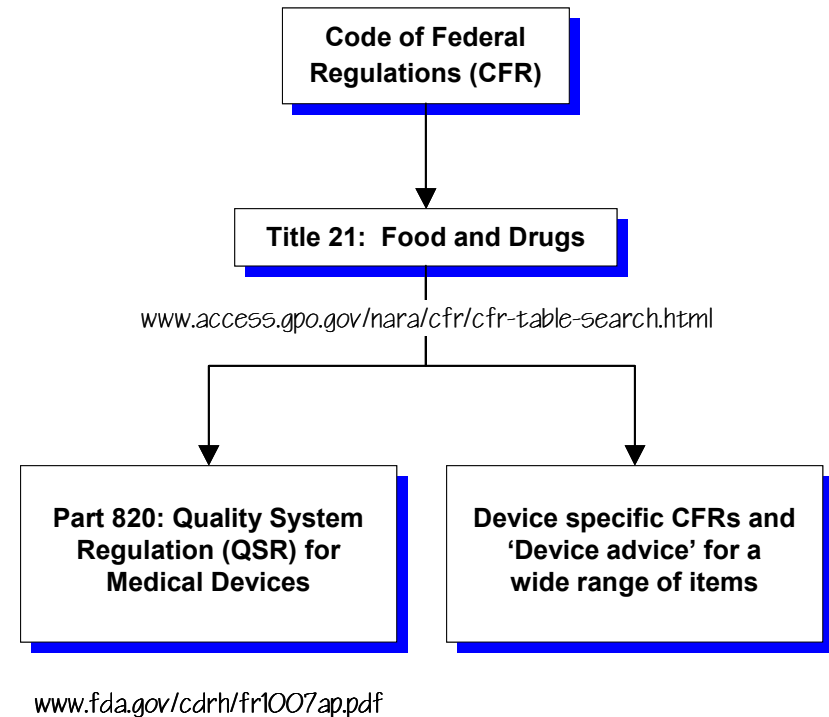 Code of Federal
Regulations (CFR)
Title 21: Food and Drugs
www.access.gpo.gov/nara/cfr/cfr-table-search.html
Part 820: Quality System
Regulation (QSR) for
Medical Devices
Device specific CFRs and
‘Device advice’ for a
wide range of items
www.fda.gov/cdrh/fr1007ap.pdf